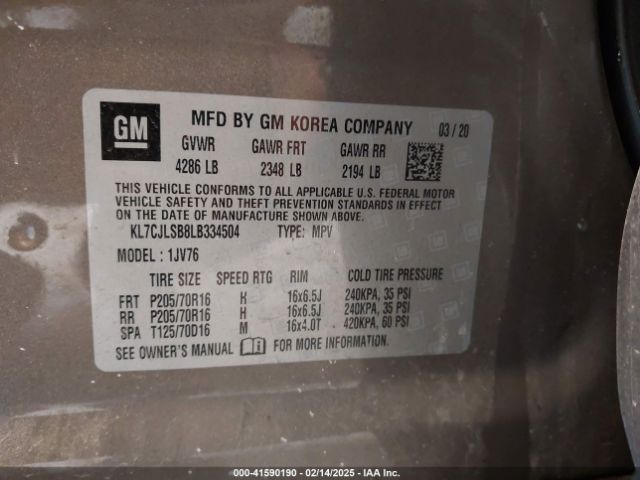 GM
MFD BY GM KOREA COMPANY 03/20
GVWR GAWR FRT GAWR RR
4286 LB 2348 LB 2194 LB
THIS VEHICLE CONFORMS TO ALL APPLICABLE U.S. FEDERAL MOTOR
VEHICLE SAFETY AND THEFT PREVENTION STANDARDS IN EFFECT
ON THE DATE OF MANUFACTURE SHOWN ABOVE.
KL7CJLSB8LB334504 TYPE: MPV
MODEL: 1JV76
TIRE SIZE SPEED RTG RIM COLD TIRE PRESSURE
FRT P205/70R16 H 16x6.5J 240KPA, 35 PSI
RR P205/70R16 H 16x6.5J 240KPA, 35 PSI
SPA T125/70D16 M 16x4.0T 420KPA, 60 PSI
SEE OWNER'S MANUAL FOR MORE INFORMATION.
000-41590190 - 02/14/2025 - IAA Inc.